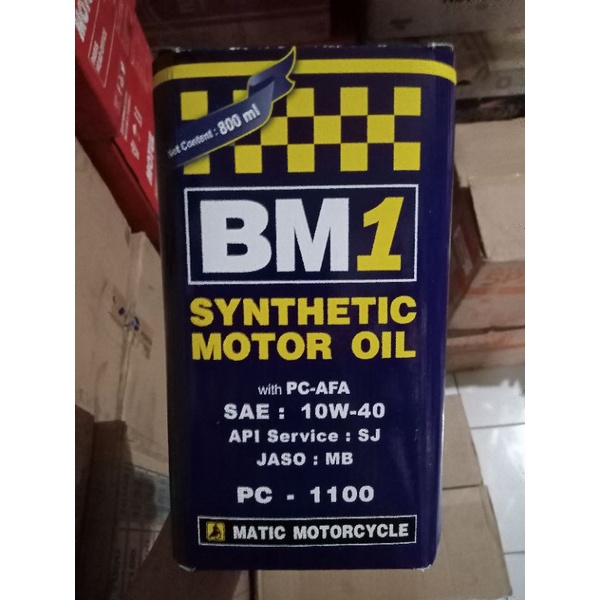 Net Content : 800 ml
BM1
SYNTHETIC
MOTOR OIL
with PC-AFA
SAE : 10W-40
API Service : SJ
JASO : MB
PC - 1100
MATIC MOTORCYCLE